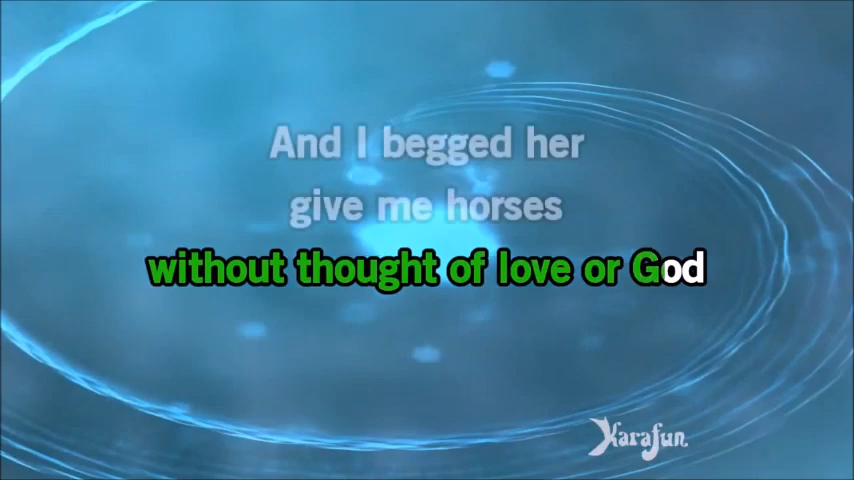 And I begged her
give me horses
without thought of love or God
Karafun